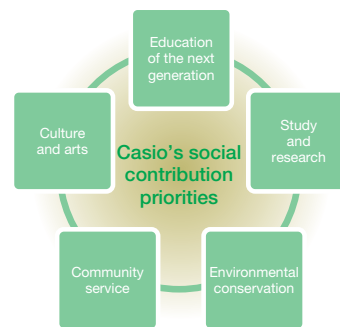 Education
of the next
generation
Culture
and arts
Casio's social
contribution
priorities
Study
and
research
Community
service
Environmental
conservation